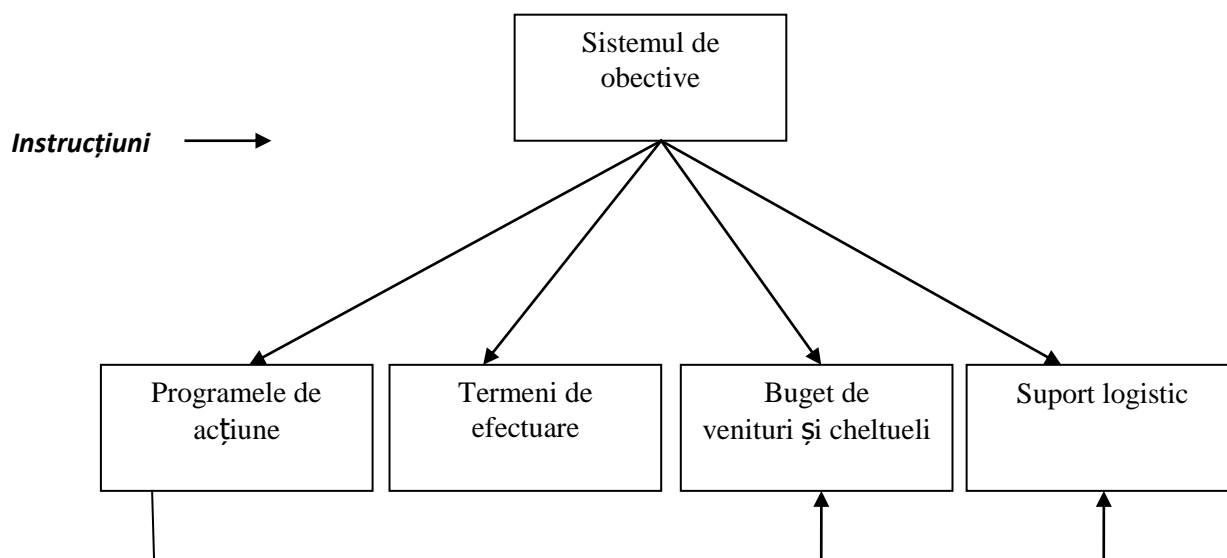 Sistemul de
obective
Instrucțiuni
Programele de
acțiune
Termeni de
efectuare
Buget de
venituri și cheltueli
Suport logistic